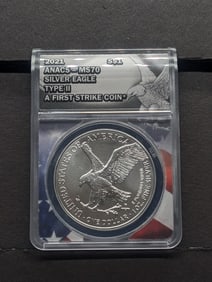 2021 S$1
ANACS - MS70
SILVER EAGLE
TYPE II
A FIRST STRIKE COIN*
UNITED STATES OF AMERICA
ONE DOLLAR